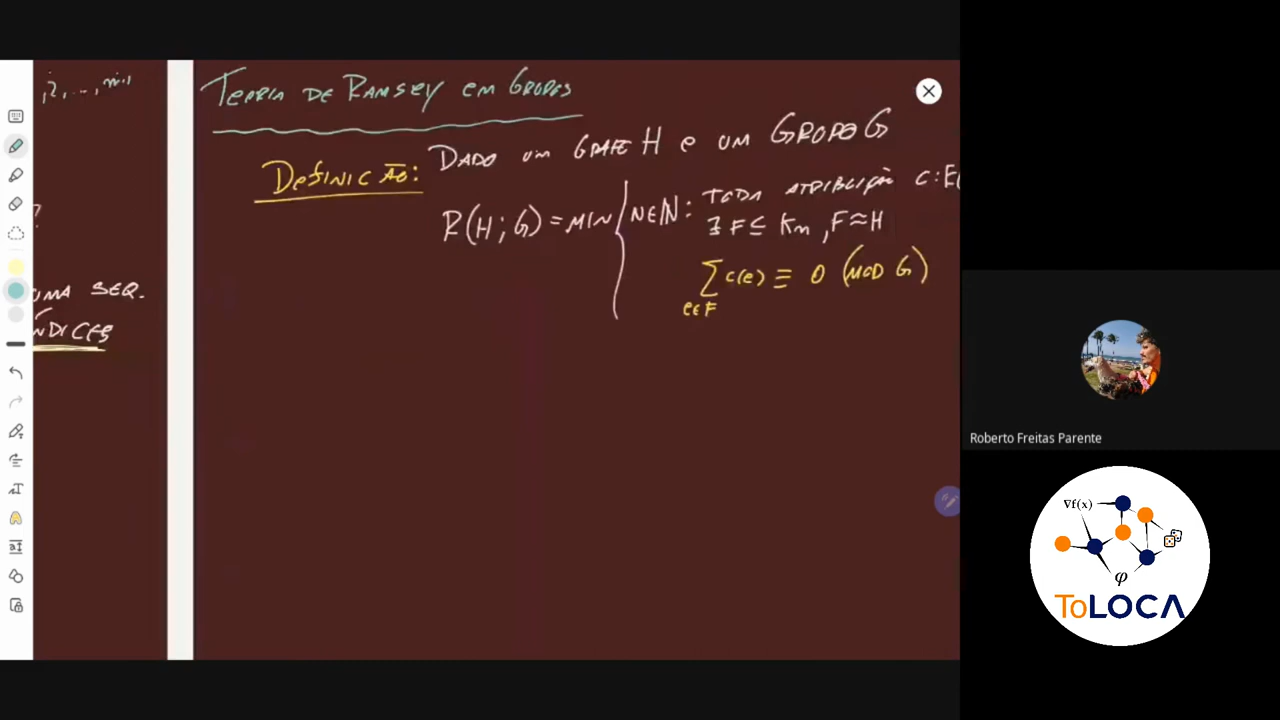 ,2,...,
Teoria de Ramsey em Grupos
Definição: Dado um Grafo H e um Grupo G
R(H; G) = min { n∈ℕ: Toda atribuição c: E(
∃ F ⊆ Kn, F ≈ H
∑ c(e) ≡ 0 (mod G)
e∈F
?
uma seq.
índices
Roberto Freitas Parente
∇f(x)
φ
ToLOCA